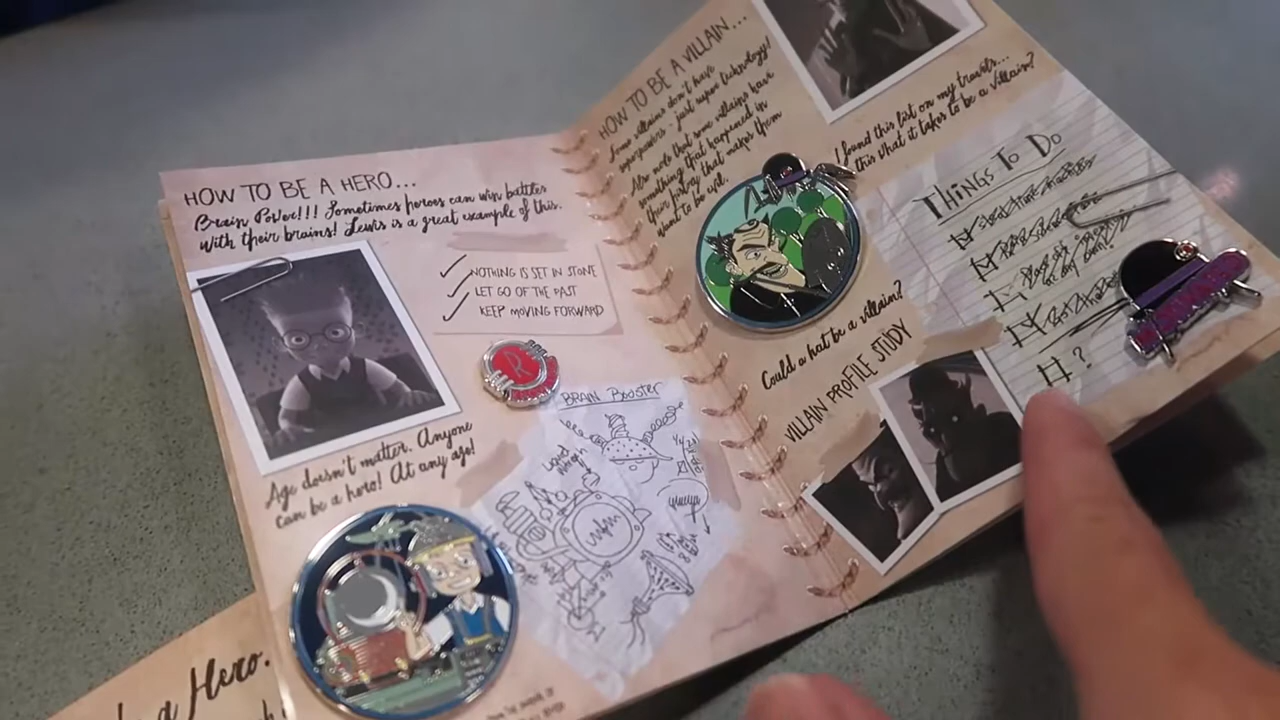 HOW TO BE A HERO...
Brain Power!!! Sometimes heroes can win battles
with their brains! Lewis is a great example of this.
NOTHING IS SET IN STONE
LET GO OF THE PAST
KEEP MOVING FORWARD
R
Age doesn't matter. Anyone
can be a hero! At any age!
BRAIN BOOSTER
Hero.
HOW TO BE A VILLAIN...
Some villains don't have
superpowers - just super technology!
Also note that some villains have
something that happened in
their history that makes them
want to be evil.
I found this list on my travels...
this what it takes to be a villain?
THINGS TO DO
?
Could a hat be a villain?
VILLAIN PROFILE STUDY